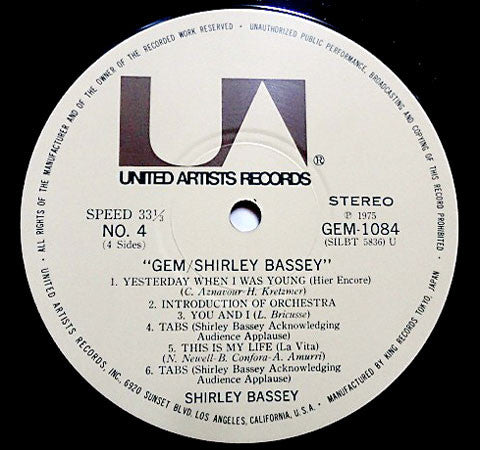 ALL RIGHTS OF THE MANUFACTURER AND OF THE OWNER OF THE RECORDED WORK RESERVED • UNAUTHORIZED PUBLIC PERFORMANCE, BROADCASTING AND COPYING OF THIS RECORD PROHIBITED •
UA®
UNITED ARTISTS RECORDS
STEREO
SPEED 33⅓
℗ 1975
NO. 4
GEM-1084
(4 Sides)
(SILBT 5836) U
"GEM/SHIRLEY BASSEY"
1. YESTERDAY WHEN I WAS YOUNG (Hier Encore)
(C. Aznavour-H. Kretzmer)
2. INTRODUCTION OF ORCHESTRA
3. YOU AND I (L. Bricusse)
4. TABS (Shirley Bassey Acknowledging
Audience Applause)
5. THIS IS MY LIFE (La Vita)
(N. Newell-B. Confora-A. Amurri)
6. TABS (Shirley Bassey Acknowledging
Audience Applause)
SHIRLEY BASSEY
UNITED ARTISTS RECORDS, INC., 6920 SUNSET BLVD. LOS ANGELES, CALIFORNIA, U.S.A. • MANUFACTURED BY KING RECORDS TOKYO, JAPAN